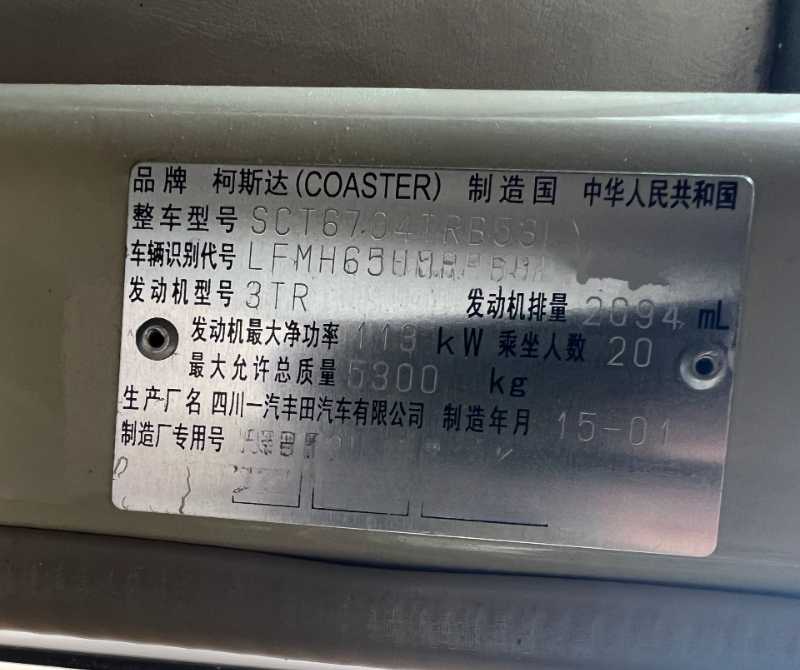 品牌 柯斯达(COASTER) 制造国 中华人民共和国
整车型号 SCT6704TRB53L
车辆识别代号 LFMH65
发动机型号 3TR 发动机排量 2694 mL
发动机最大净功率 118 kW 乘坐人数 20
最大允许总质量 5300 kg
生产厂名 四川一汽丰田汽车有限公司 制造年月 15-01
制造厂专用号